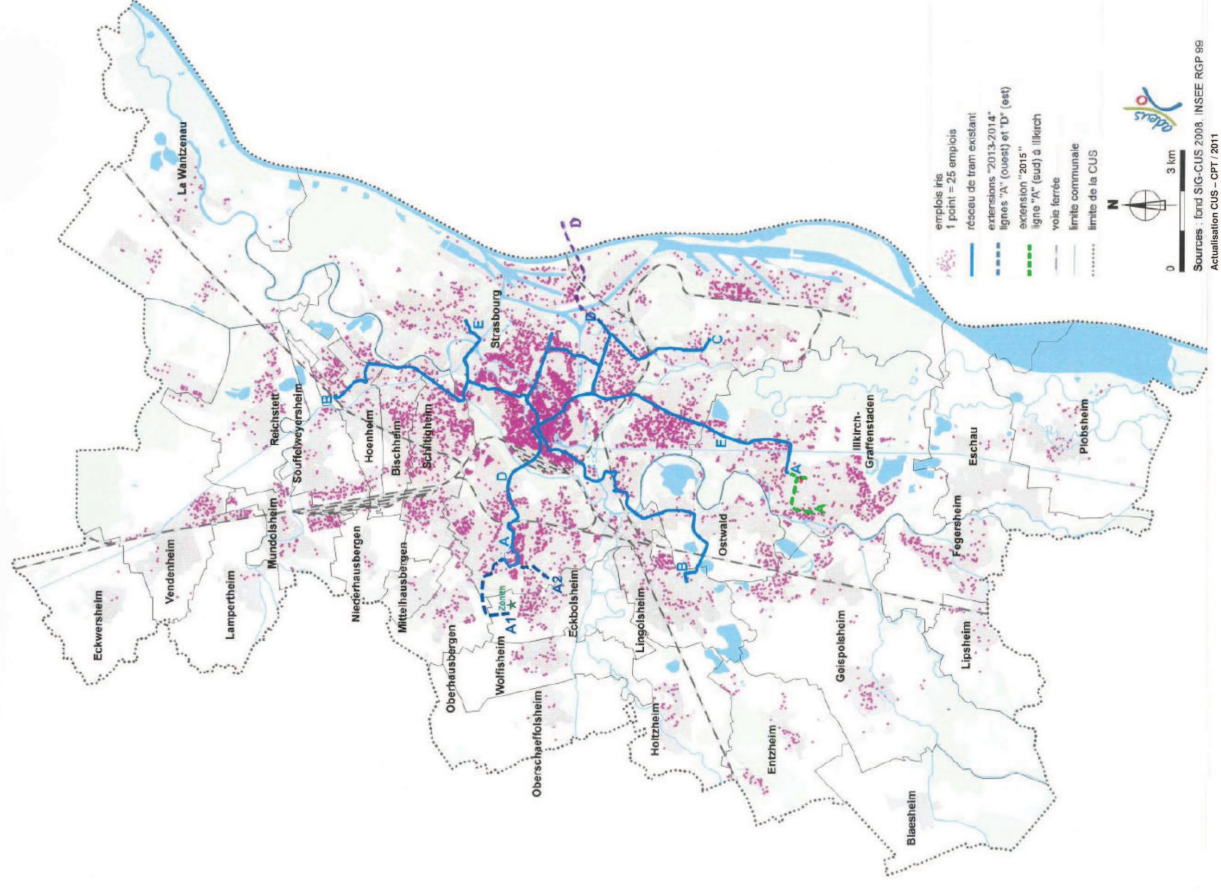 La Wantzenau
Eckwersheim
Vendenheim
Reichstett
Mundolsheim
Souffelweyersheim
Lampertheim
B
Hoenheim
Niederhausbergen
Bischheim
Mittelhausbergen
Schiltigheim
E
Strasbourg
D
D
Oberhausbergen
D
A
Zénith
A1
A2
Wolfisheim
Eckbolsheim
Oberschaeffolsheim
C
E
Lingolsheim
B
Ostwald
Holtzheim
A
A
Illkirch-
Graffenstaden
Entzheim
Geispolsheim
Eschau
Fegersheim
Plobsheim
Lipsheim
Blaesheim
emplois iris
1 point = 25 emplois
réseau de tram existant
extensions "2013-2014"
lignes "A" (ouest) et "D" (est)
extension "2015"
ligne "A" (sud) à Illkirch
voie ferrée
limite communale
limite de la CUS
N
0 3 km
adeus
Sources : fond SIG-CUS 2008, INSEE RGP 99
Actualisation CUS – CPT / 2011